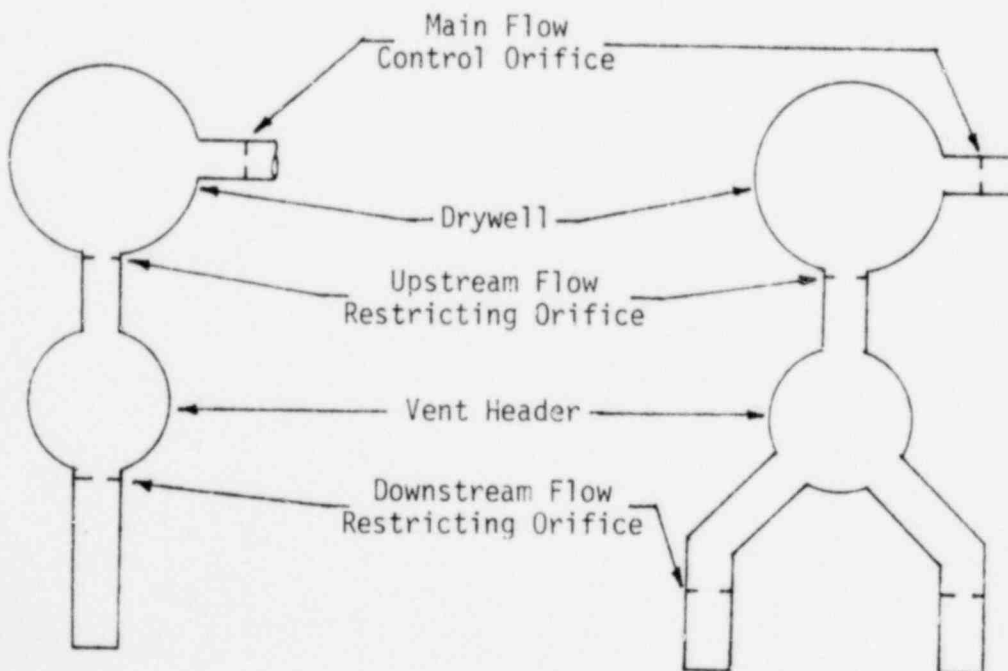 Main Flow
Control Orifice
Drywell
Upstream Flow
Restricting Orifice
Vent Header
Downstream Flow
Restricting Orifice